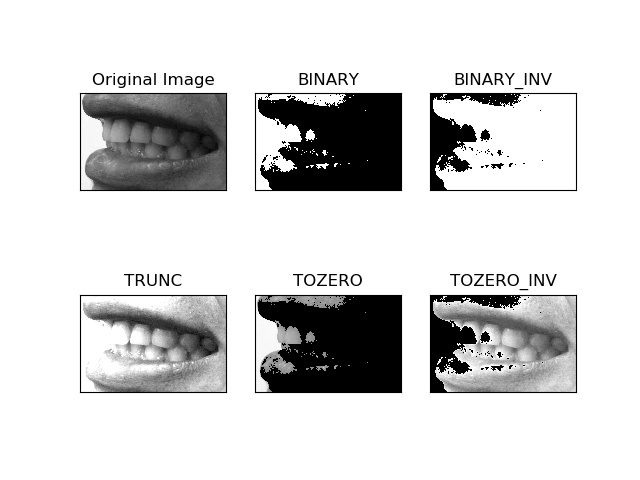 Original Image
BINARY
BINARY_INV
TRUNC
TOZERO
TOZERO_INV